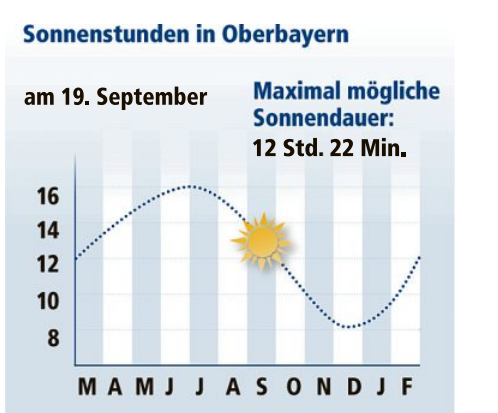 Sonnenstunden in Oberbayern
am 19. September
Maximal mögliche
Sonnendauer:
12 Std. 22 Min.
16
14
12
10
8
M A M J J A S O N D J F